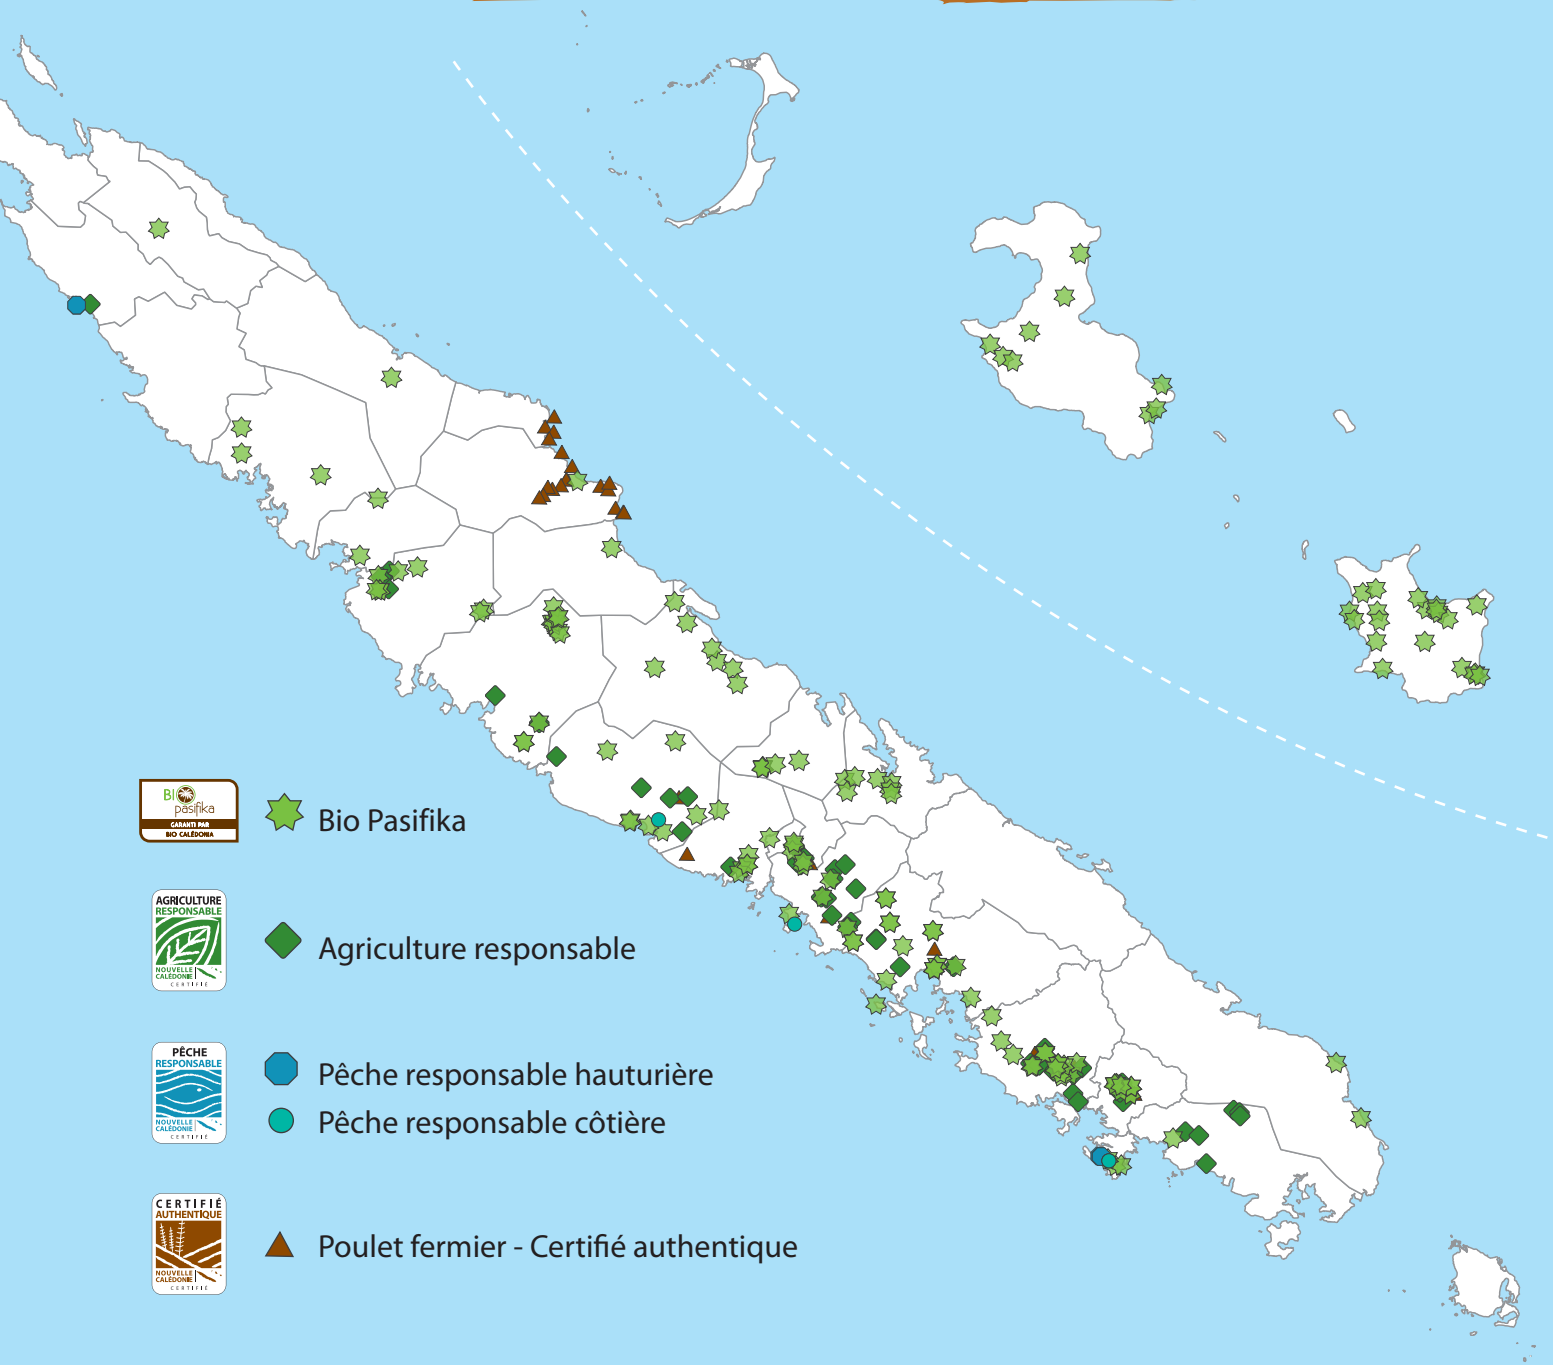 BIO
pasifika
GARANTI PAR
BIO CALÉDONIA
Bio Pasifika
AGRICULTURE
RESPONSABLE
NOUVELLE
CALÉDONIE
CERTIFIÉ
Agriculture responsable
PÊCHE
RESPONSABLE
NOUVELLE
CALÉDONIE
CERTIFIÉ
Pêche responsable hauturière
Pêche responsable côtière
CERTIFIÉ
AUTHENTIQUE
NOUVELLE
CALÉDONIE
CERTIFIÉ
Poulet fermier - Certifié authentique